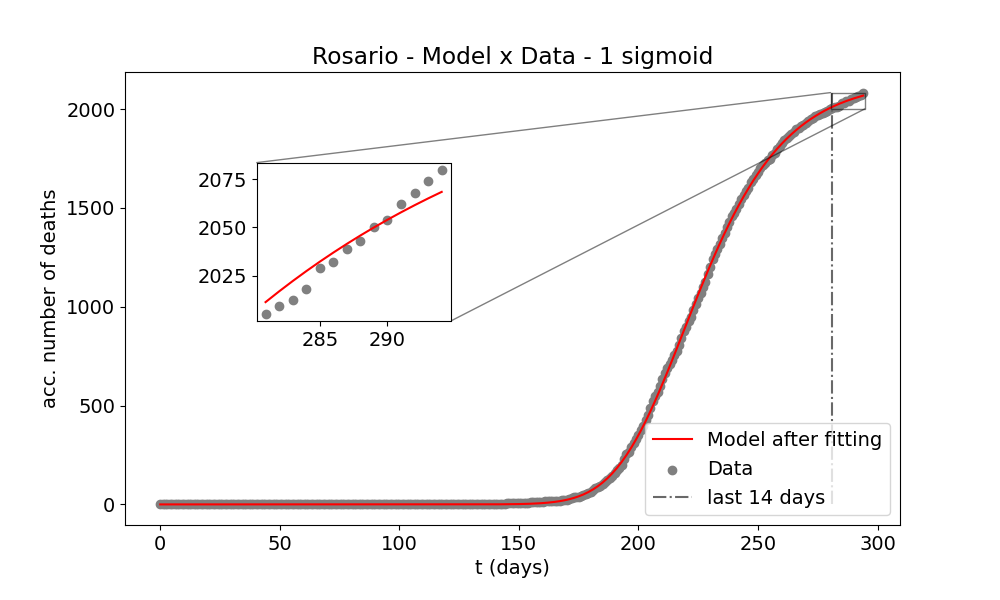 Rosario - Model x Data - 1 sigmoid
acc. number of deaths
2000
1500
1000
500
0
2075
2050
2025
285 290
Model after fitting
Data
last 14 days
0 50 100 150 200 250 300
t (days)